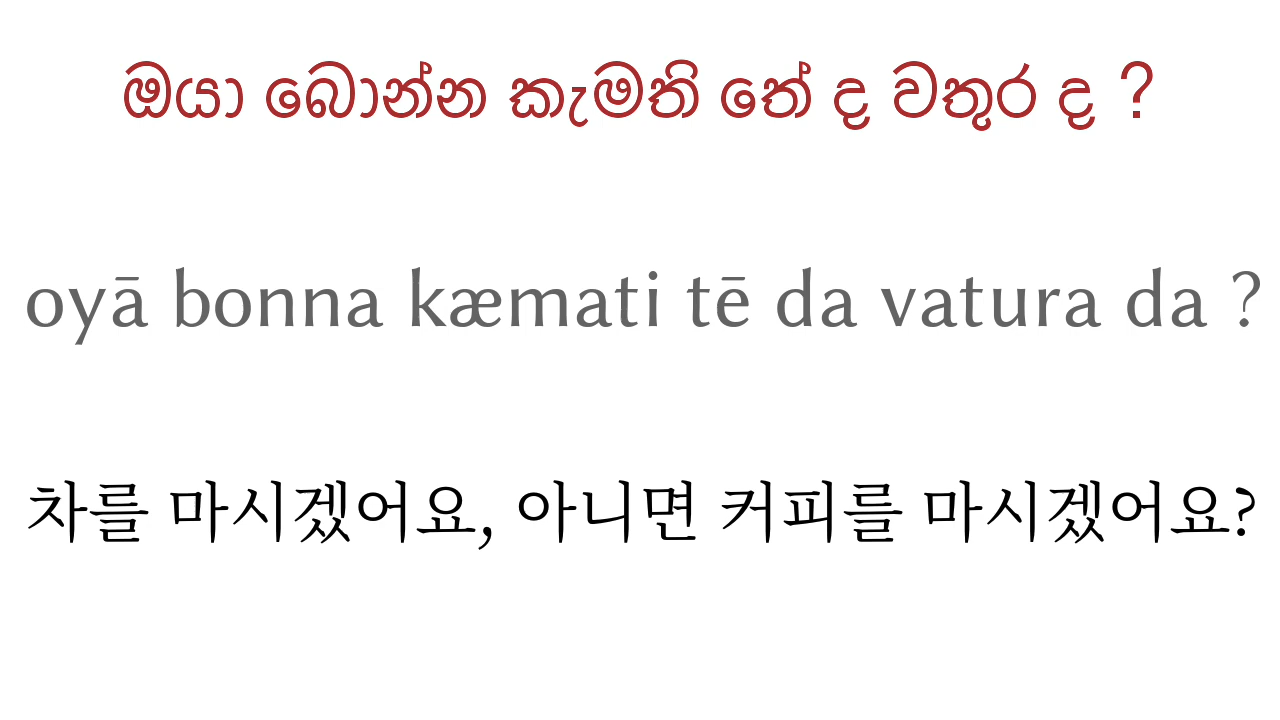 ඔයා බොන්න කැමති තේ ද වතුර ද ?
oyā bonna kæmati tē da vatura da ?
차를 마시겠어요, 아니면 커피를 마시겠어요?